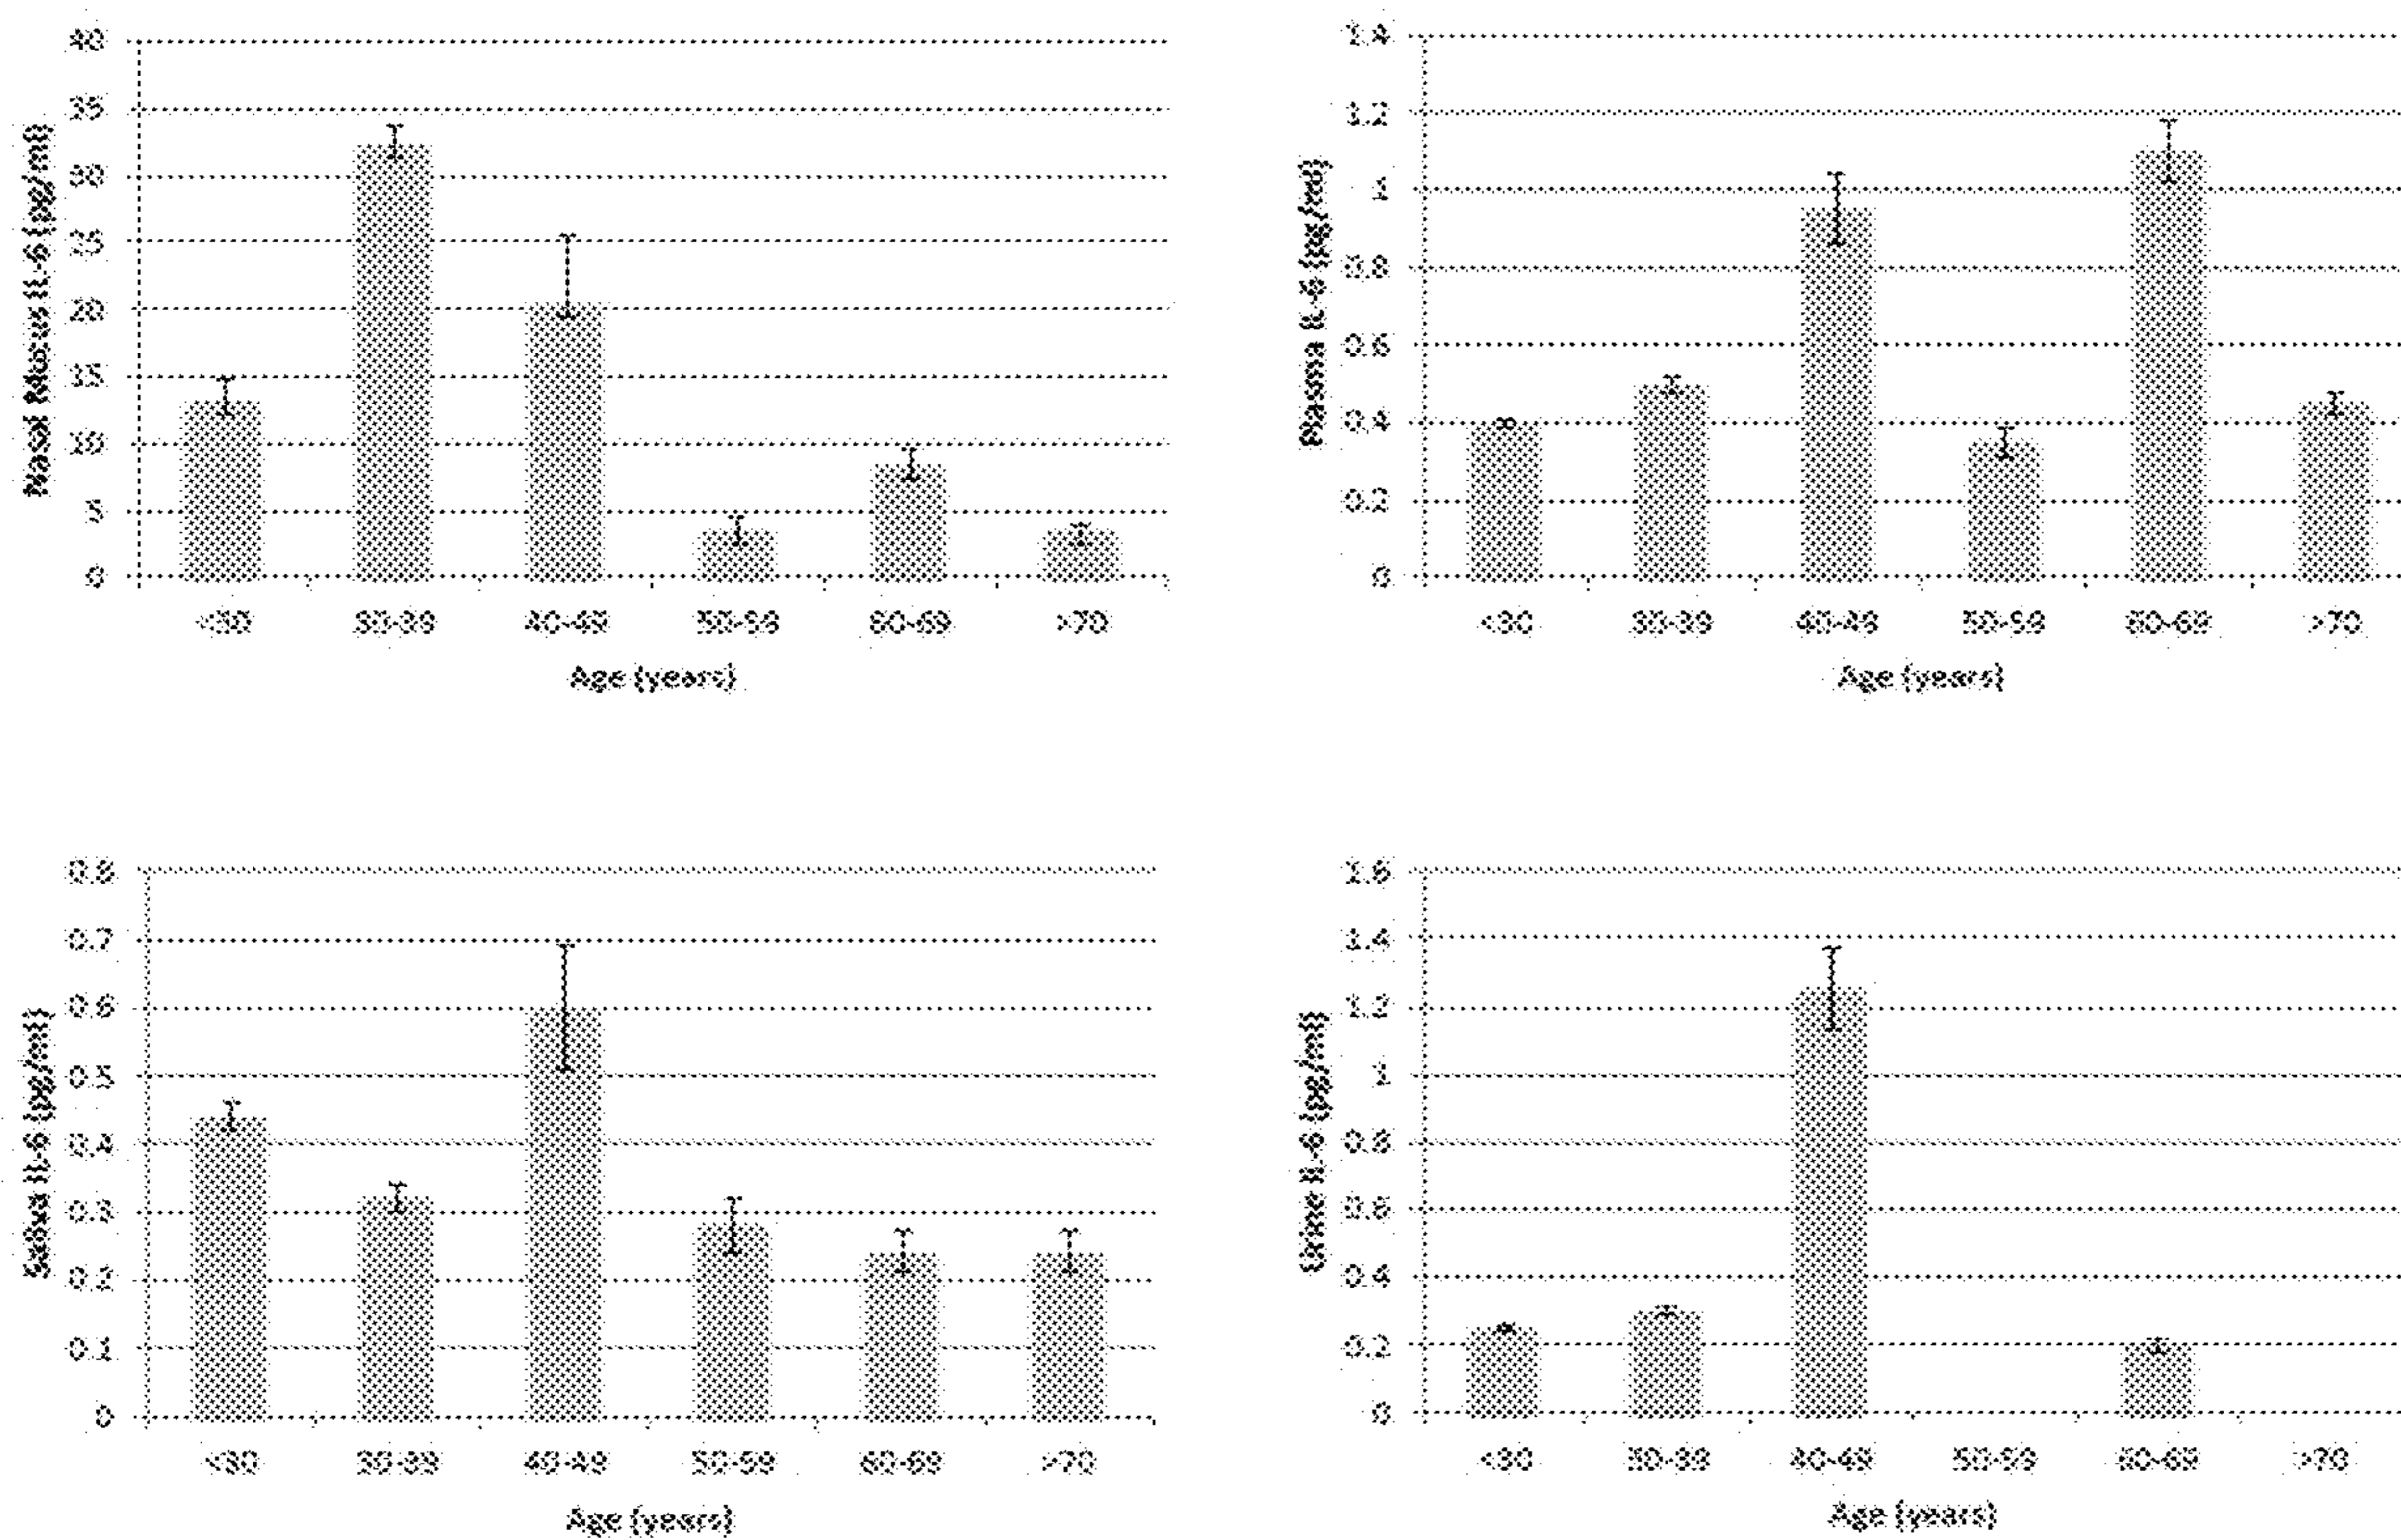 40
35
30
25
20
15
10
5
0
Nasal Mucus IL-6 (pg/ml)
<30 30-39 40-49 50-59 60-69 >70
Age (years)
1.4
1.2
1
0.8
0.6
0.4
0.2
0
Plasma IL-6 (pg/ml)
<30 30-39 40-49 50-59 60-69 >70
Age (years)
0.8
0.7
0.6
0.5
0.4
0.3
0.2
0.1
0
Saliva IL-6 (pg/ml)
<30 30-39 40-49 50-59 60-69 >70
Age (years)
1.6
1.4
1.2
1
0.8
0.6
0.4
0.2
0
Urine IL-6 (pg/ml)
<30 30-39 40-49 50-59 60-69 >70
Age (years)